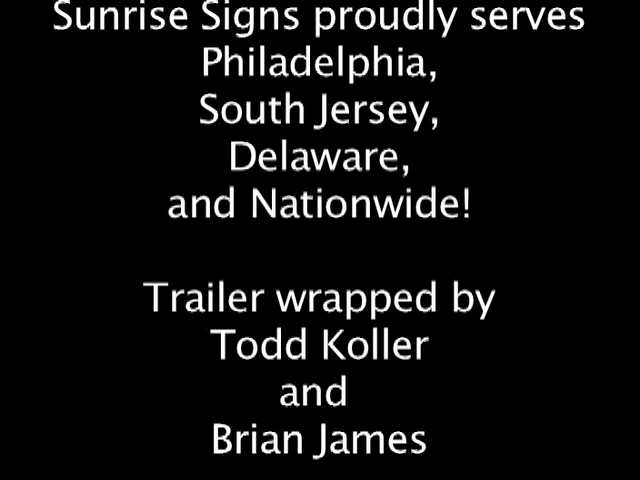 Sunrise Signs proudly serves
Philadelphia,
South Jersey,
Delaware,
and Nationwide!
Trailer wrapped by
Todd Koller
and
Brian James